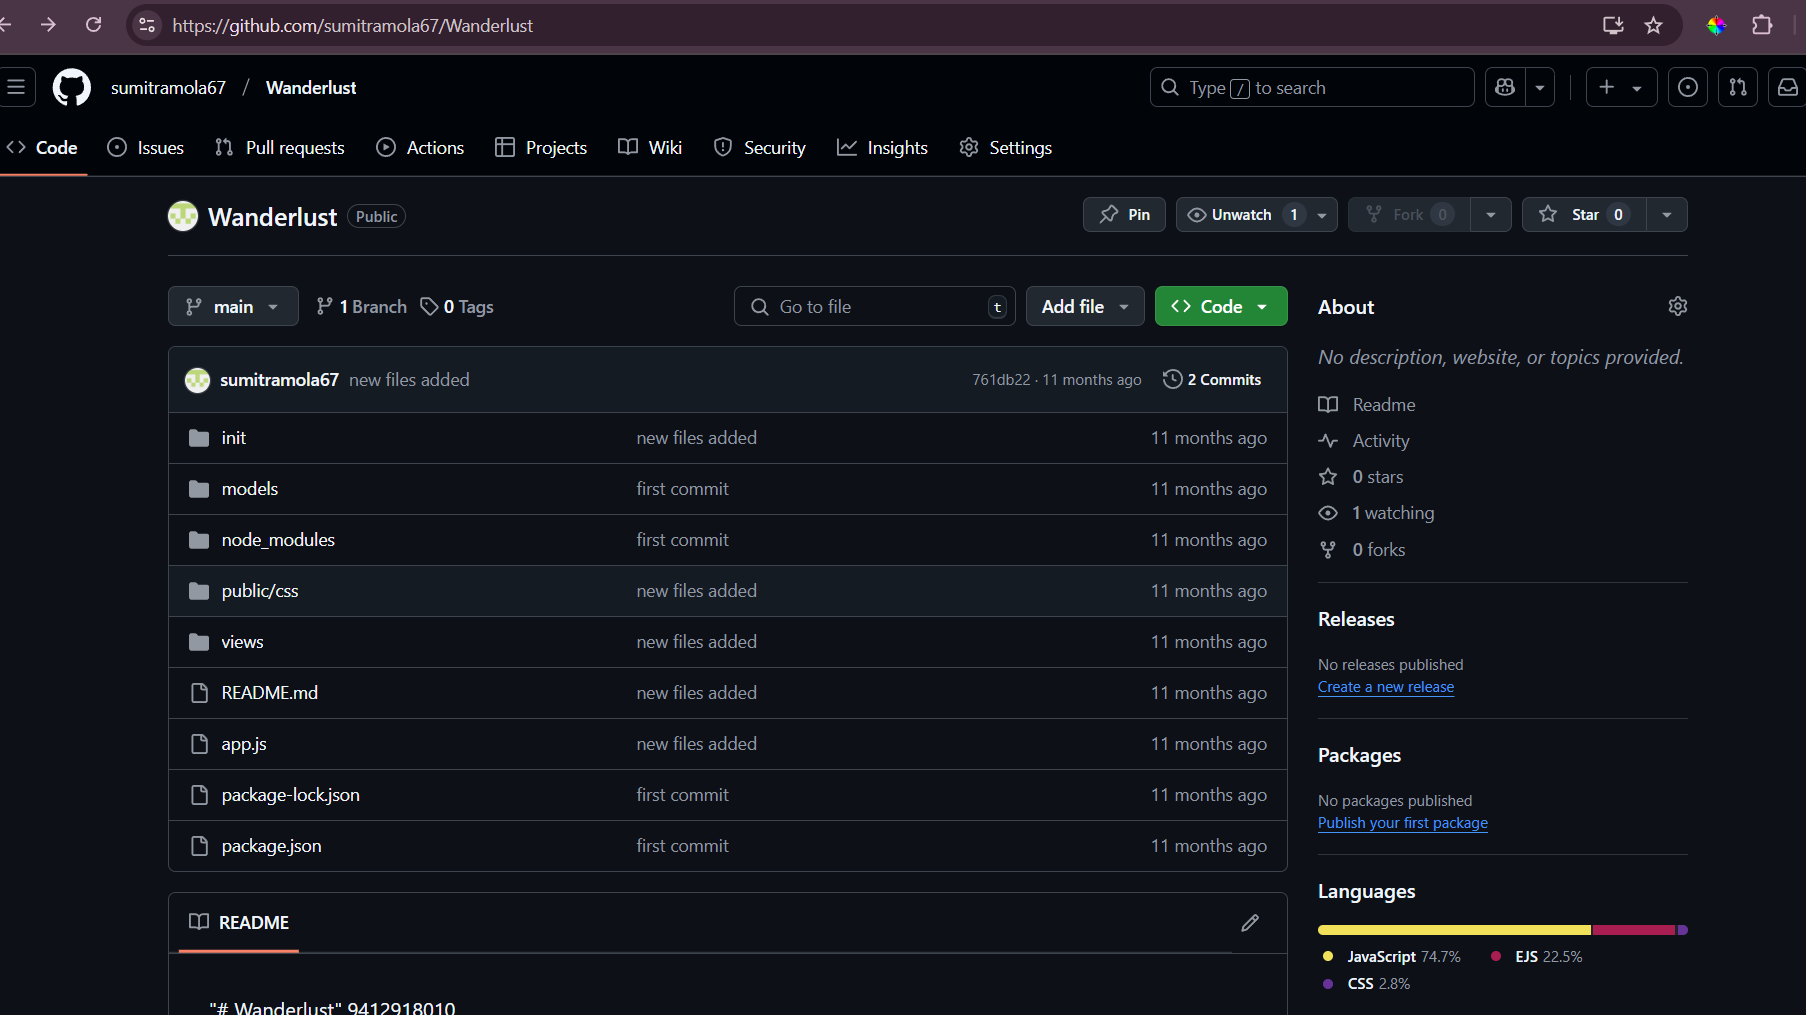 https://github.com/sumitramola67/Wanderlust
sumitramola67 / Wanderlust
Type / to search
Code Issues Pull requests Actions Projects Wiki Security Insights Settings
Wanderlust Public
Pin Unwatch 1 Fork 0 Star 0
main 1 Branch 0 Tags
Go to file t Add file Code
sumitramola67 new files added 761db22 · 11 months ago 2 Commits
init new files added 11 months ago
models first commit 11 months ago
node_modules first commit 11 months ago
public/css new files added 11 months ago
views new files added 11 months ago
README.md new files added 11 months ago
app.js new files added 11 months ago
package-lock.json first commit 11 months ago
package.json first commit 11 months ago
README
"# Wanderlust" 9412918010
About
No description, website, or topics provided.
Readme
Activity
0 stars
1 watching
0 forks
Releases
No releases published
Create a new release
Packages
No packages published
Publish your first package
Languages
JavaScript 74.7% EJS 22.5%
CSS 2.8%